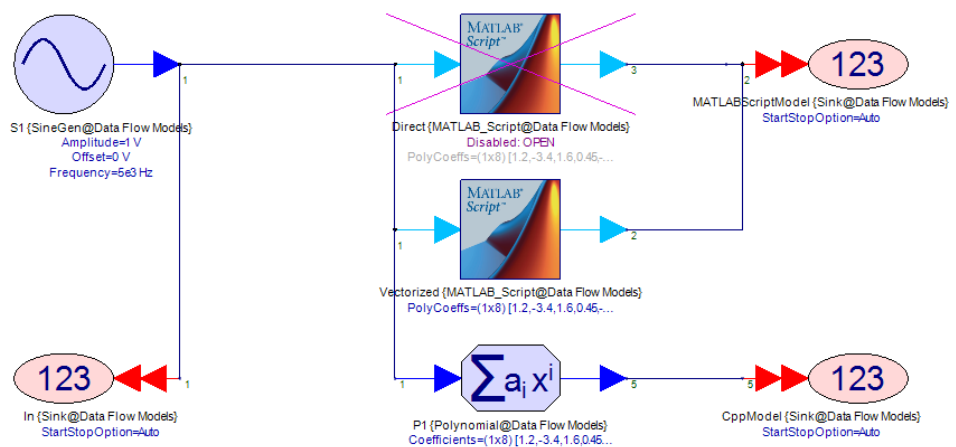 MATLAB®
Script™
123
1
1
3
2
MATLABScriptModel {Sink@Data Flow Models}
StartStopOption=Auto
S1 {SineGen@Data Flow Models}
Amplitude=1 V
Offset=0 V
Frequency=5e3 Hz
Direct {MATLAB_Script@Data Flow Models}
Disabled: OPEN
PolyCoeffs=(1x8) [1.2,-3.4,1.6,0.45,-...
MATLAB®
Script™
1
2
Vectorized {MATLAB_Script@Data Flow Models}
PolyCoeffs=(1x8) [1.2,-3.4,1.6,0.45,-...
123
1
In {Sink@Data Flow Models}
StartStopOption=Auto
1
∑ aᵢ xⁱ
5
5
P1 {Polynomial@Data Flow Models}
Coefficients=(1x8) [1.2,-3.4,1.6,0.45,-...
123
CppModel {Sink@Data Flow Models}
StartStopOption=Auto